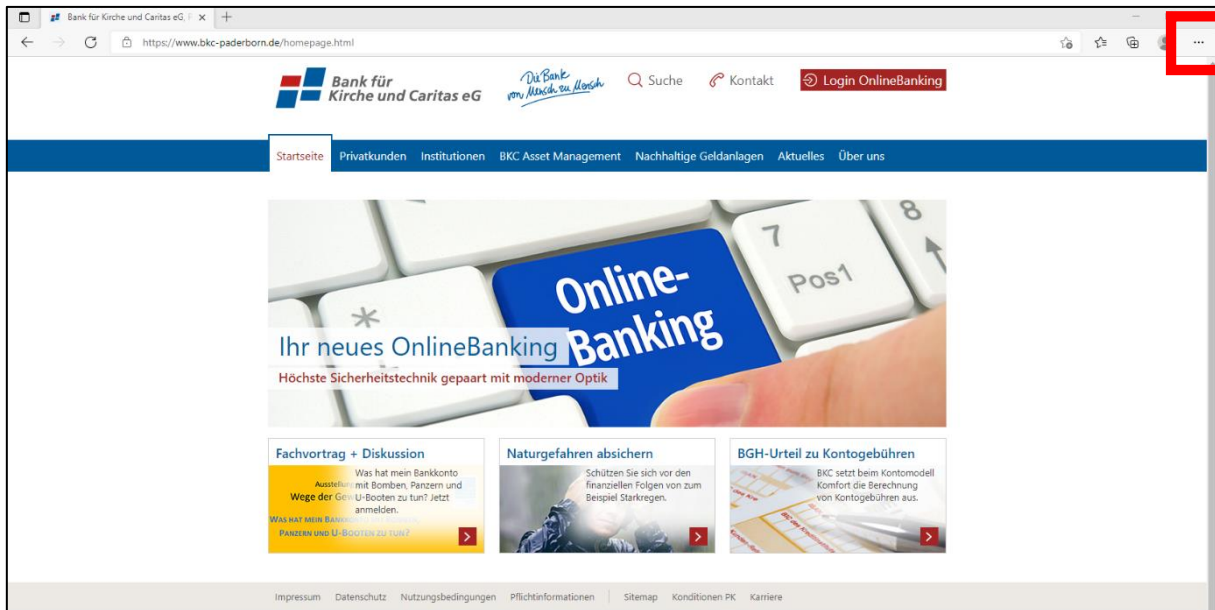 Bank für Kirche und Caritas eG,
https://www.bkc-paderborn.de/homepage.html
Bank für
Kirche und Caritas eG
Die Bank
von Mensch zu Mensch
Suche
Kontakt
Login OnlineBanking
Startseite Privatkunden Institutionen BKC Asset Management Nachhaltige Geldanlagen Aktuelles Über uns
8
7
Pos1
*
Online-
Banking
Ihr neues OnlineBanking
Höchste Sicherheitstechnik gepaart mit moderner Optik
Fachvortrag + Diskussion
Was hat mein Bankkonto
mit Bomben, Panzern und
U-Booten zu tun? Jetzt
anmelden.
Wege der
WAS HAT MEIN
PANZERN UND U-BOOTEN ZU TUN?
Naturgefahren absichern
Schützen Sie sich vor den
finanziellen Folgen von zum
Beispiel Starkregen.
BGH-Urteil zu Kontogebühren
BKC setzt beim Kontomodell
Komfort die Berechnung
von Kontogebühren aus.
Impressum Datenschutz Nutzungsbedingungen Pflichtinformationen Sitemap Konditionen PK Karriere